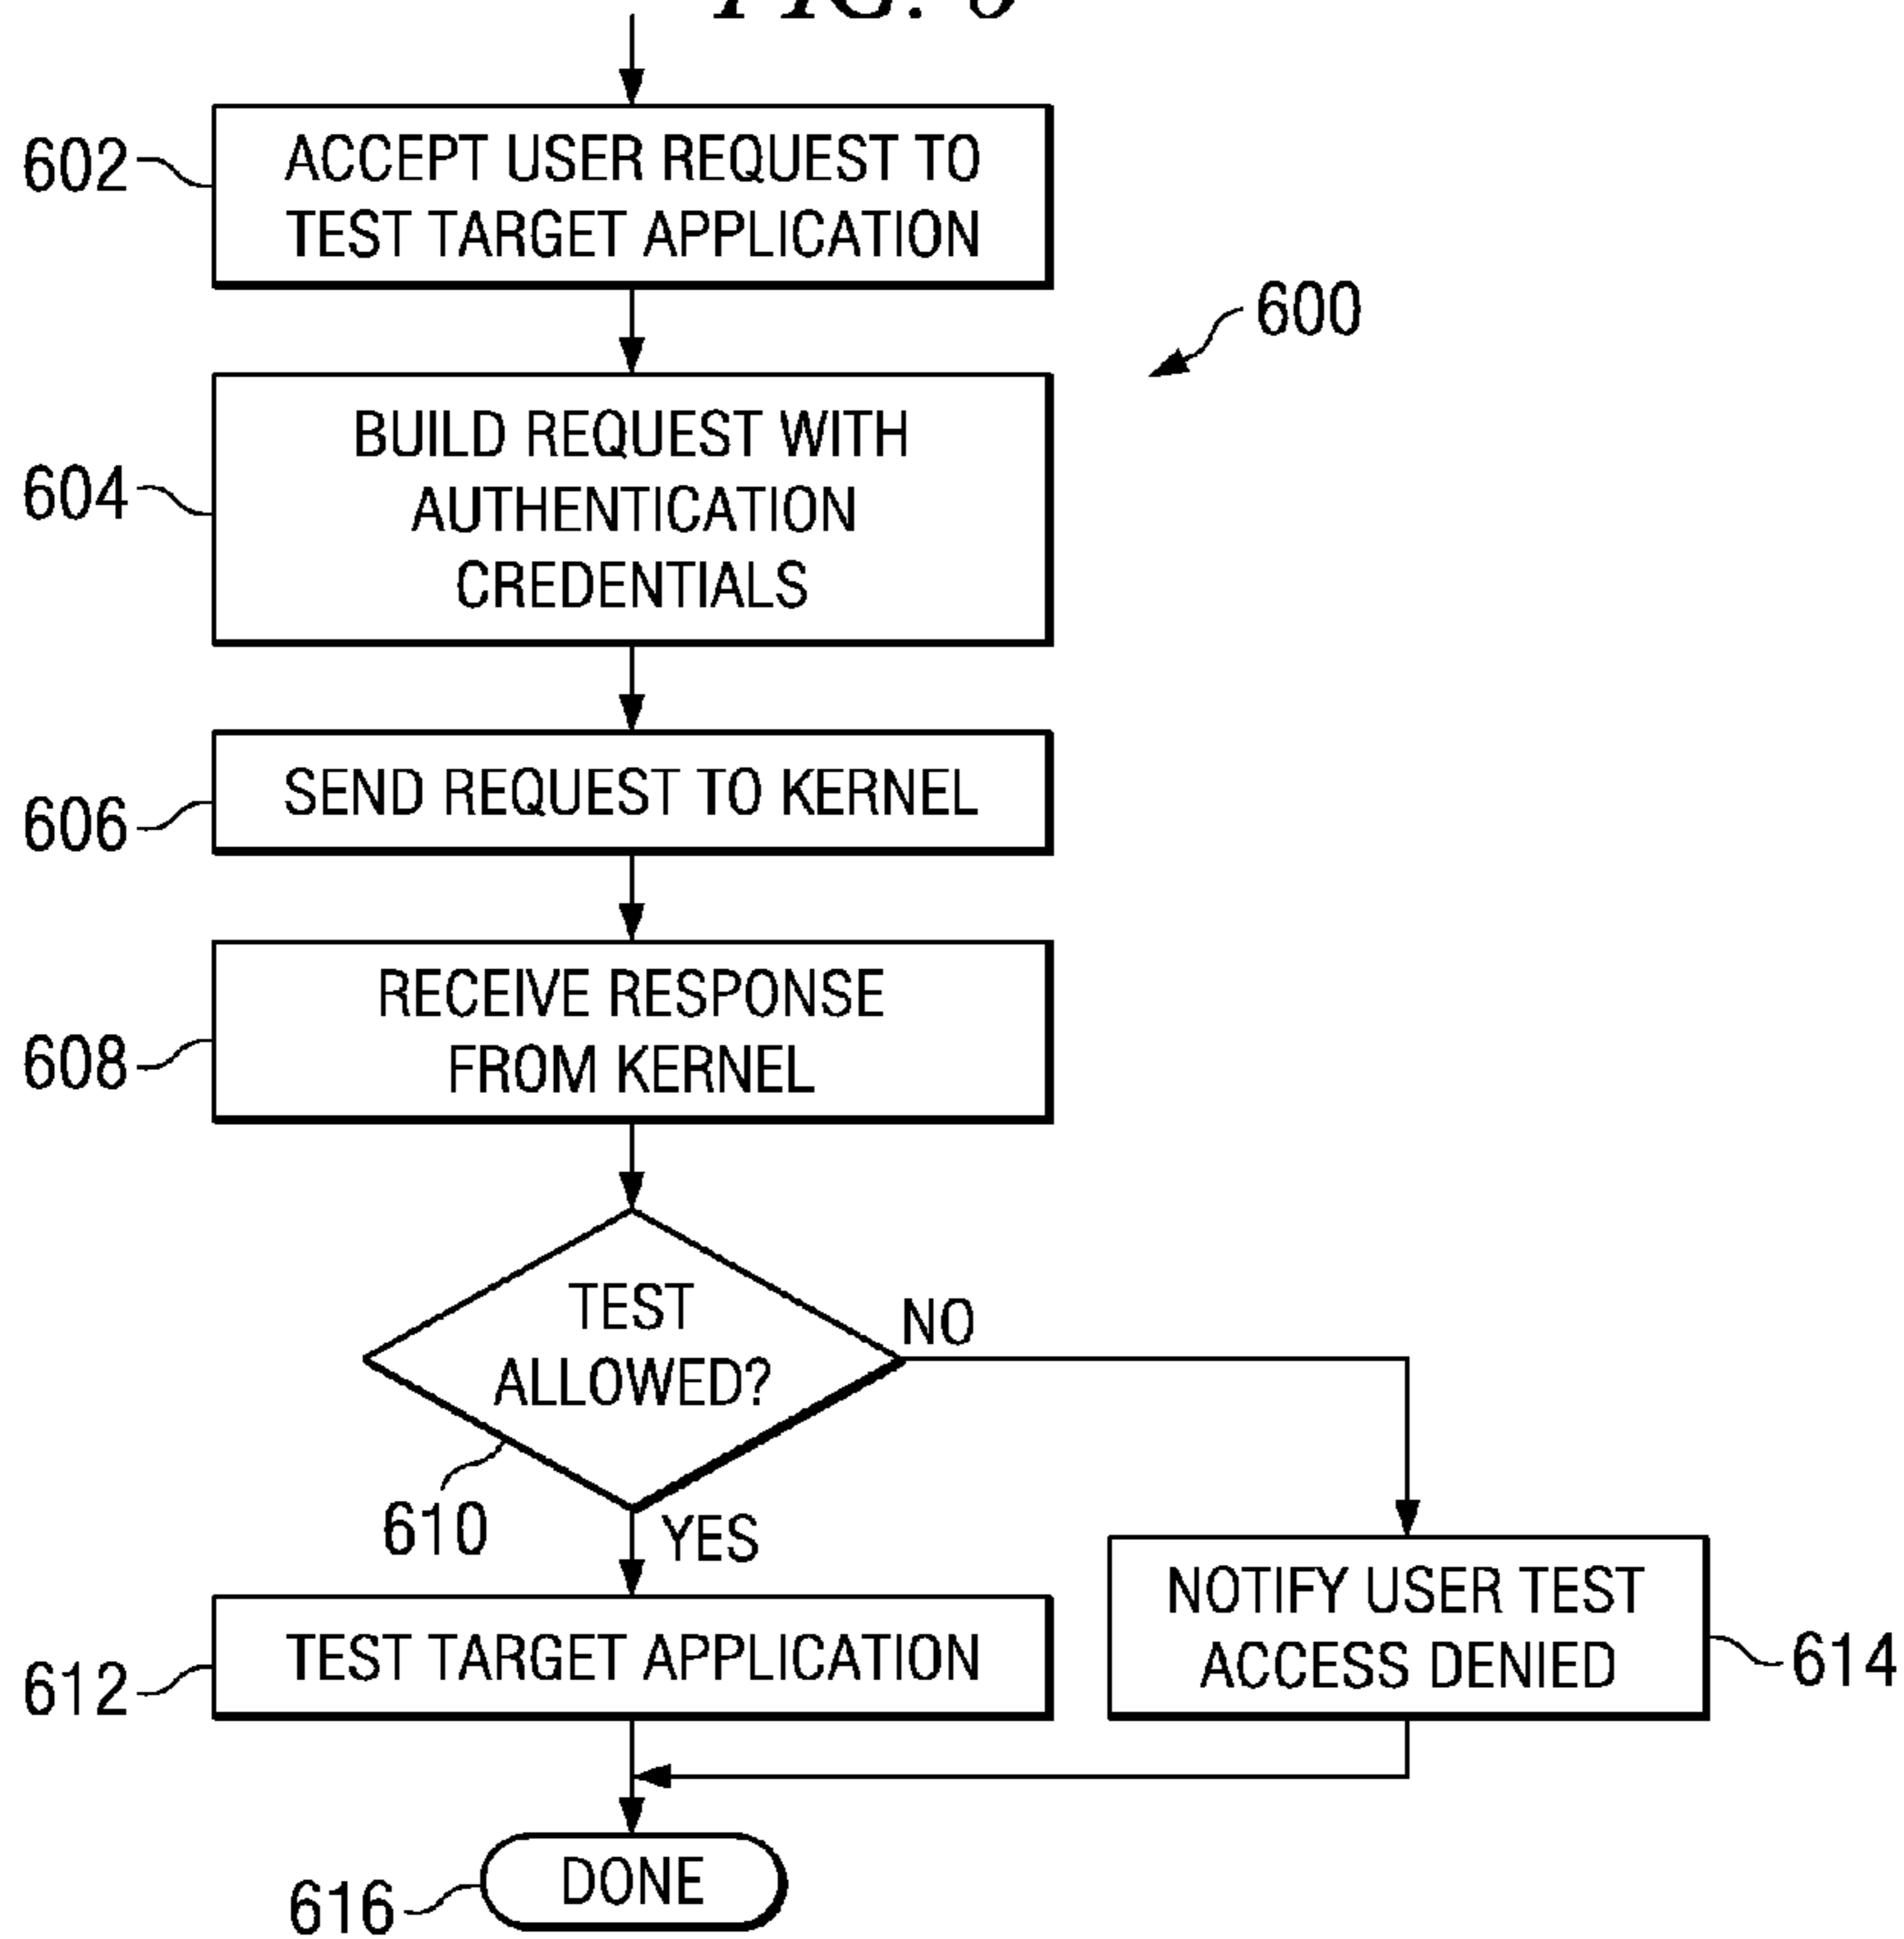 FIG.
602
ACCEPT USER REQUEST TO
TEST TARGET APPLICATION
600
604
BUILD REQUEST WITH
AUTHENTICATION
CREDENTIALS
606
SEND REQUEST TO KERNEL
608
RECEIVE RESPONSE
FROM KERNEL
TEST
ALLOWED?
NO
610
YES
612
TEST TARGET APPLICATION
NOTIFY USER TEST
ACCESS DENIED
614
616
DONE